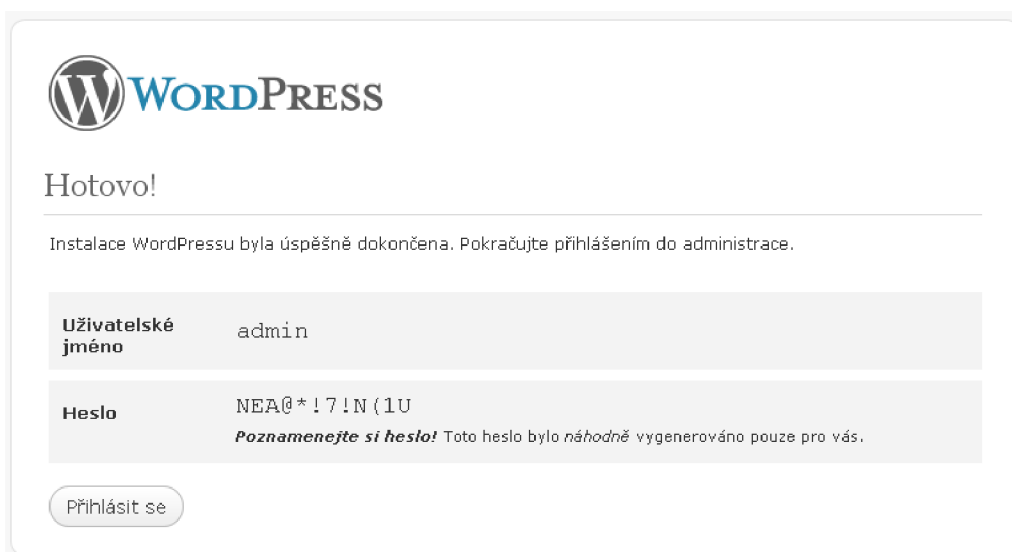 WORDPRESS
Hotovo!
Instalace WordPressu byla úspěšně dokončena. Pokračujte přihlášením do administrace.
Uživatelské
jméno
admin
Heslo
NEA@*!7!N(1U
Poznamenejte si heslo! Toto heslo bylo náhodně vygenerováno pouze pro vás.
Přihlásit se